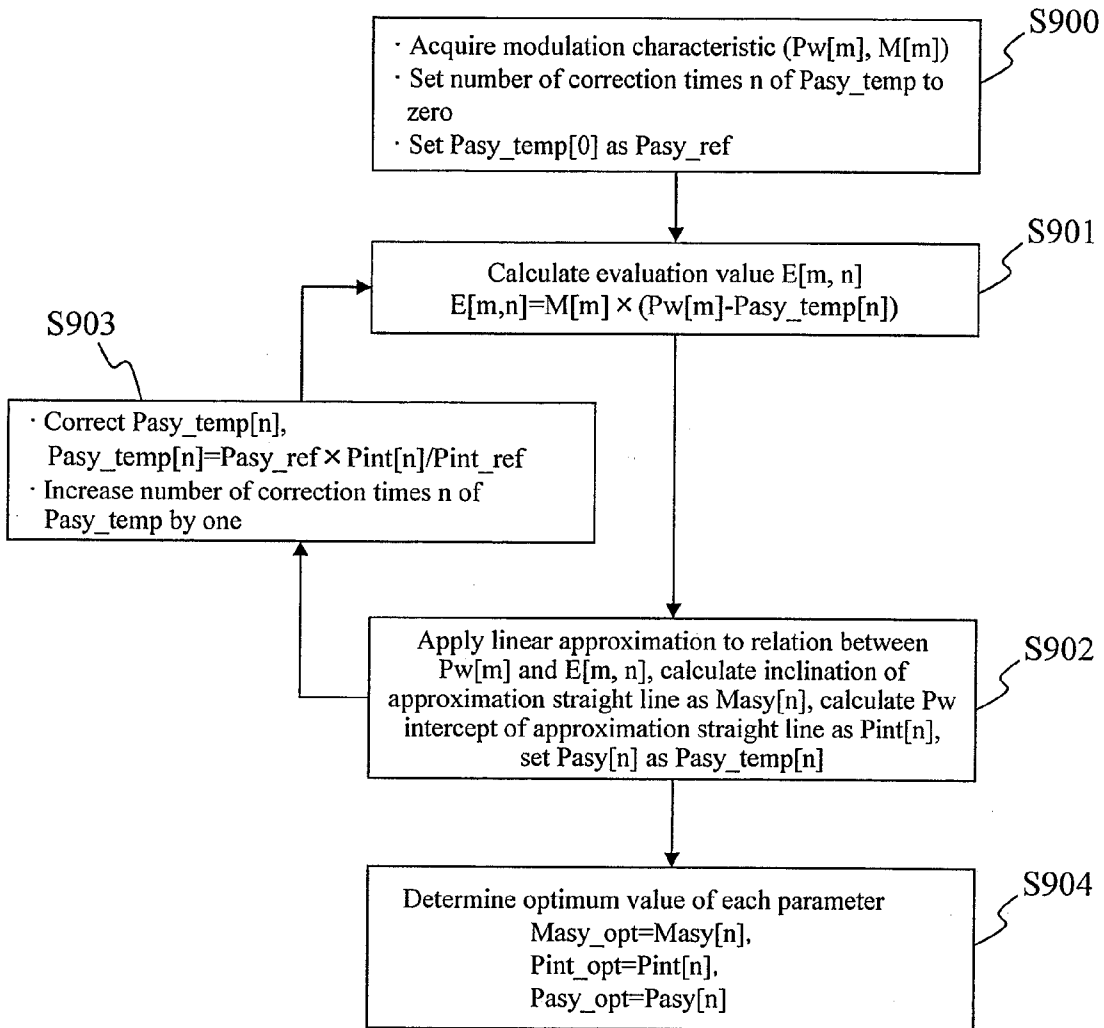 S900
· Acquire modulation characteristic (Pw[m], M[m])
· Set number of correction times n of Pasy_temp to
zero
· Set Pasy_temp[0] as Pasy_ref
S901
Calculate evaluation value E[m, n]
E[m,n]=M[m] × (Pw[m]-Pasy_temp[n])
S903
· Correct Pasy_temp[n],
Pasy_temp[n]=Pasy_ref × Pint[n]/Pint_ref
· Increase number of correction times n of
Pasy_temp by one
S902
Apply linear approximation to relation between
Pw[m] and E[m, n], calculate inclination of
approximation straight line as Masy[n], calculate Pw
intercept of approximation straight line as Pint[n],
set Pasy[n] as Pasy_temp[n]
S904
Determine optimum value of each parameter
Masy_opt=Masy[n],
Pint_opt=Pint[n],
Pasy_opt=Pasy[n]